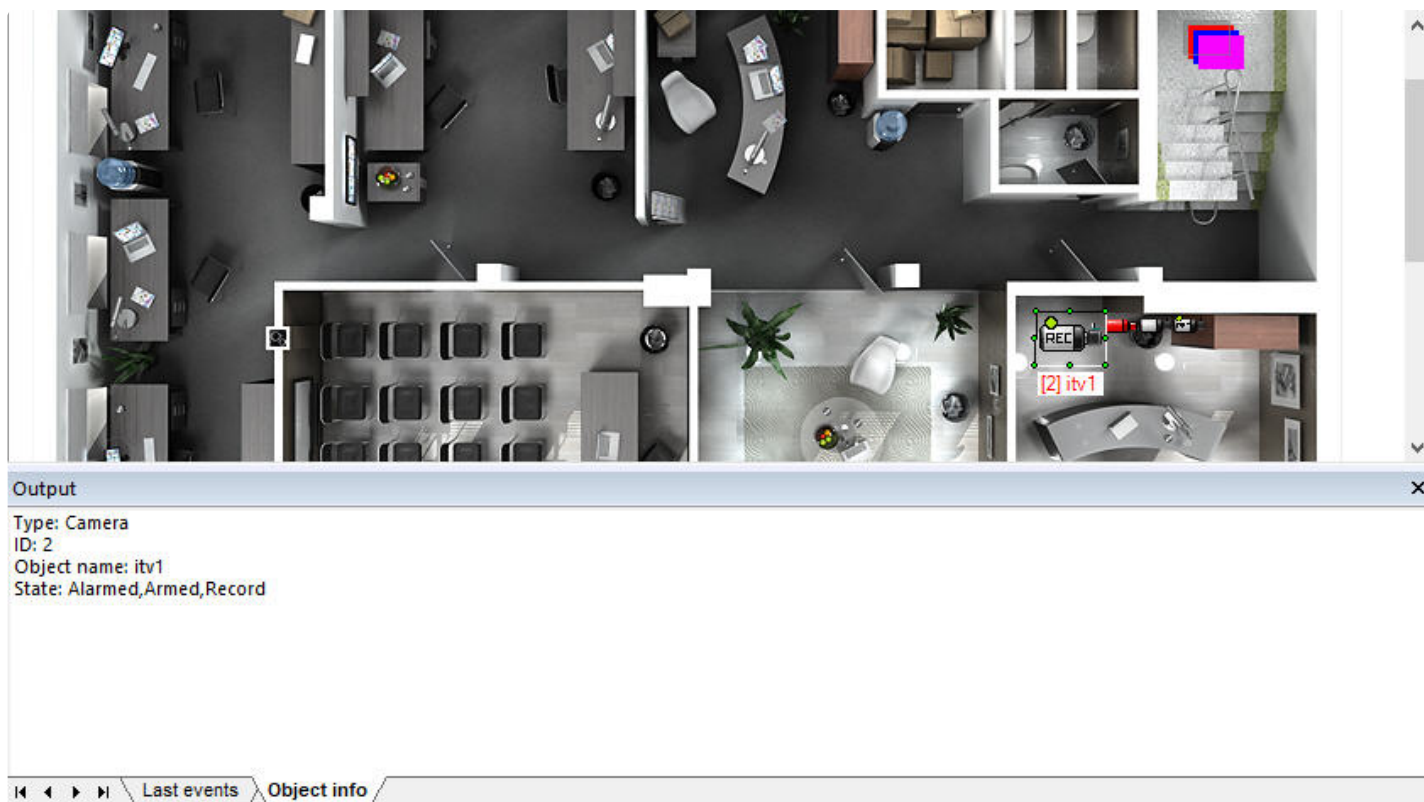 REC
[2] itv1
Output
Type: Camera
ID: 2
Object name: itv1
State: Alarmed,Armed,Record
Last events
Object info